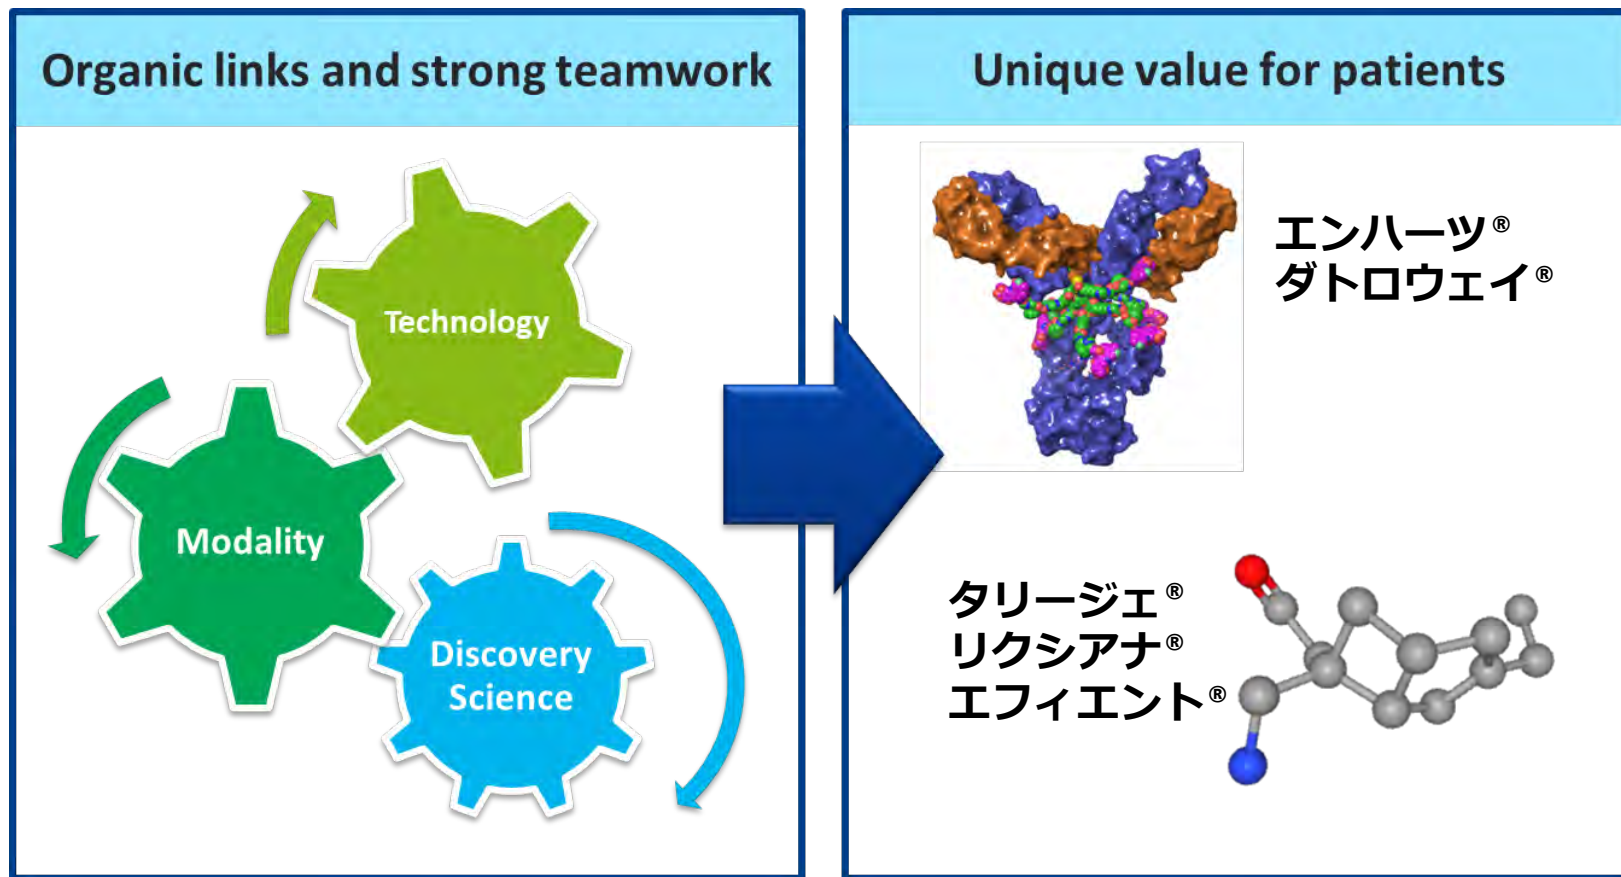 Organic links and strong teamwork
Technology
Modality
Discovery
Science
Unique value for patients
エンハーツ®
ダトロウェイ®
タリージェ®
リクシアナ®
エフィエント®